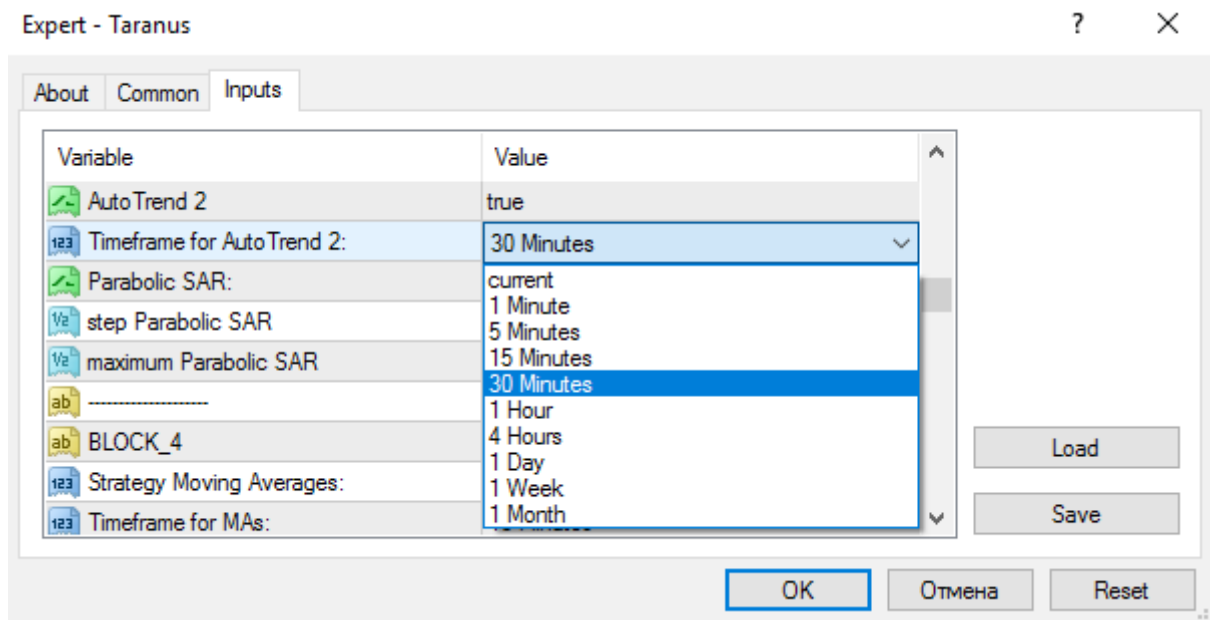 Expert - Taranus
?
About Common Inputs
Variable Value
AutoTrend 2 true
Timeframe for AutoTrend 2: 30 Minutes
Parabolic SAR:
step Parabolic SAR
maximum Parabolic SAR
--------------------
BLOCK_4
Strategy Moving Averages:
Timeframe for MAs:
current
1 Minute
5 Minutes
15 Minutes
30 Minutes
1 Hour
4 Hours
1 Day
1 Week
1 Month
Load
Save
OK Отмена Reset